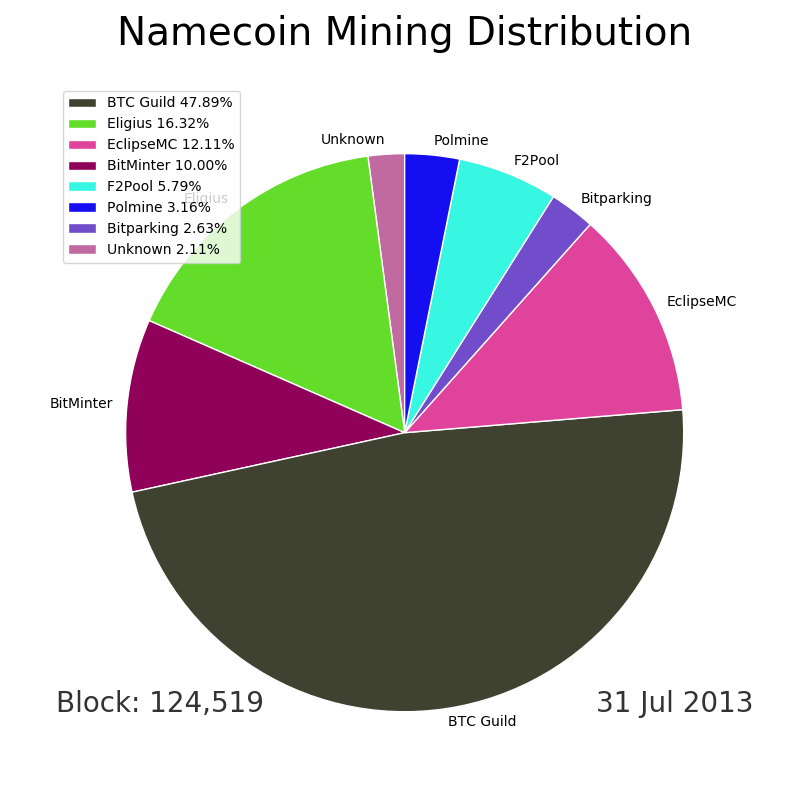 Namecoin Mining Distribution
BTC Guild 47.89%
Eligius 16.32%
EclipseMC 12.11%
BitMinter 10.00%
F2Pool 5.79%
Polmine 3.16%
Bitparking 2.63%
Unknown 2.11%
Unknown
Polmine
F2Pool
Eligius
Bitparking
EclipseMC
BitMinter
Block: 124,519
31 Jul 2013
BTC Guild